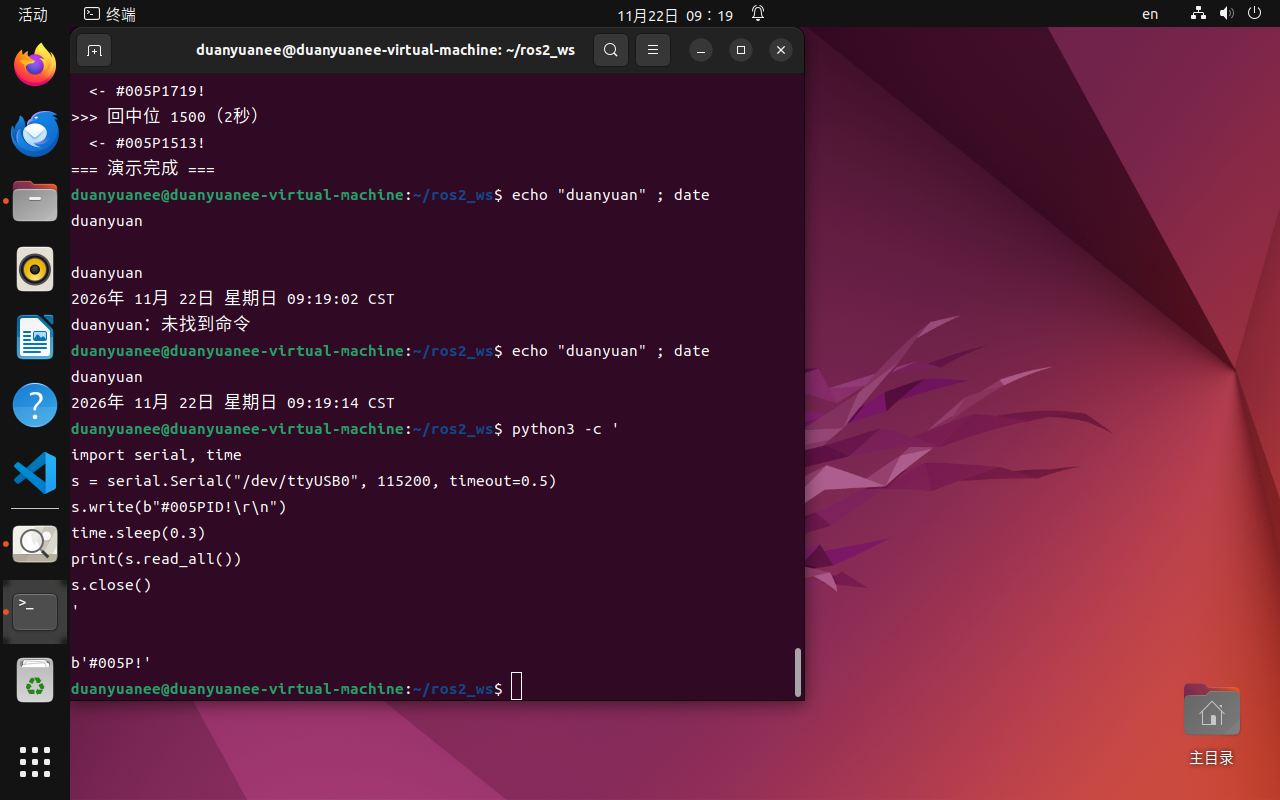 活动
终端
11月22日 09：19
en
duanyuanee@duanyuanee-virtual-machine: ~/ros2_ws
  <- #005P1719!
>>> 回中位 1500（2秒）
  <- #005P1513!
=== 演示完成 ===
duanyuanee@duanyuanee-virtual-machine:~/ros2_ws$ echo "duanyuan" ; date
duanyuan
duanyuan
2026年 11月 22日 星期日 09:19:02 CST
duanyuan：未找到命令
duanyuanee@duanyuanee-virtual-machine:~/ros2_ws$ echo "duanyuan" ; date
duanyuan
2026年 11月 22日 星期日 09:19:14 CST
duanyuanee@duanyuanee-virtual-machine:~/ros2_ws$ python3 -c '
import serial, time
s = serial.Serial("/dev/ttyUSB0", 115200, timeout=0.5)
s.write(b"#005PID!\r\n")
time.sleep(0.3)
print(s.read_all())
s.close()
'
b'#005P!'
duanyuanee@duanyuanee-virtual-machine:~/ros2_ws$
主目录